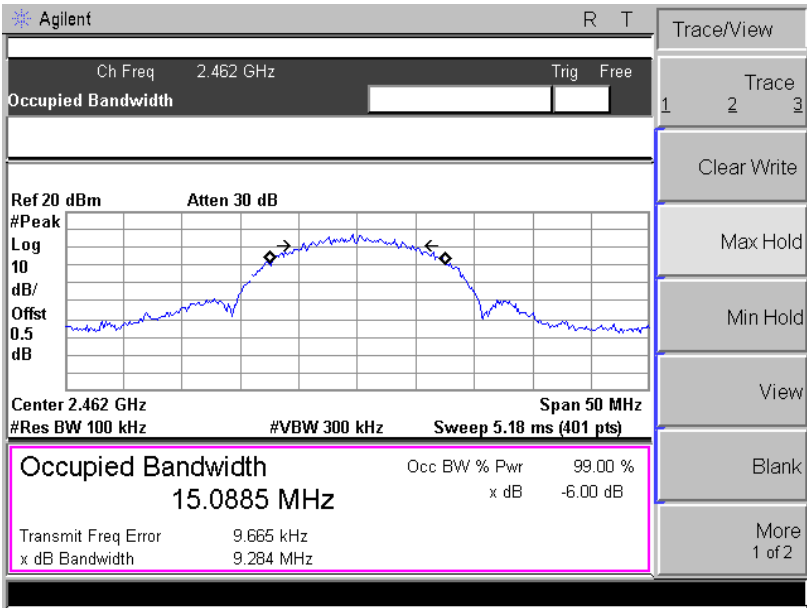 Agilent R T
Ch Freq 2.462 GHz Trig Free
Occupied Bandwidth
Ref 20 dBm Atten 30 dB
#Peak
Log
10
dB/
Offst
0.5
dB
Center 2.462 GHz Span 50 MHz
#Res BW 100 kHz #VBW 300 kHz Sweep 5.18 ms (401 pts)
Occupied Bandwidth Occ BW % Pwr 99.00 %
15.0885 MHz x dB -6.00 dB
Transmit Freq Error 9.665 kHz
x dB Bandwidth 9.284 MHz
Trace/View
Trace
1 2 3
Clear Write
Max Hold
Min Hold
View
Blank
More
1 of 2